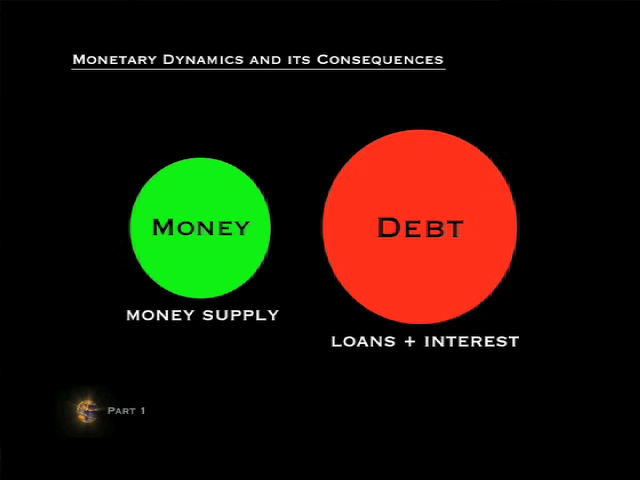 Monetary Dynamics and its Consequences
Money
Debt
MONEY SUPPLY
LOANS + INTEREST
Part 1